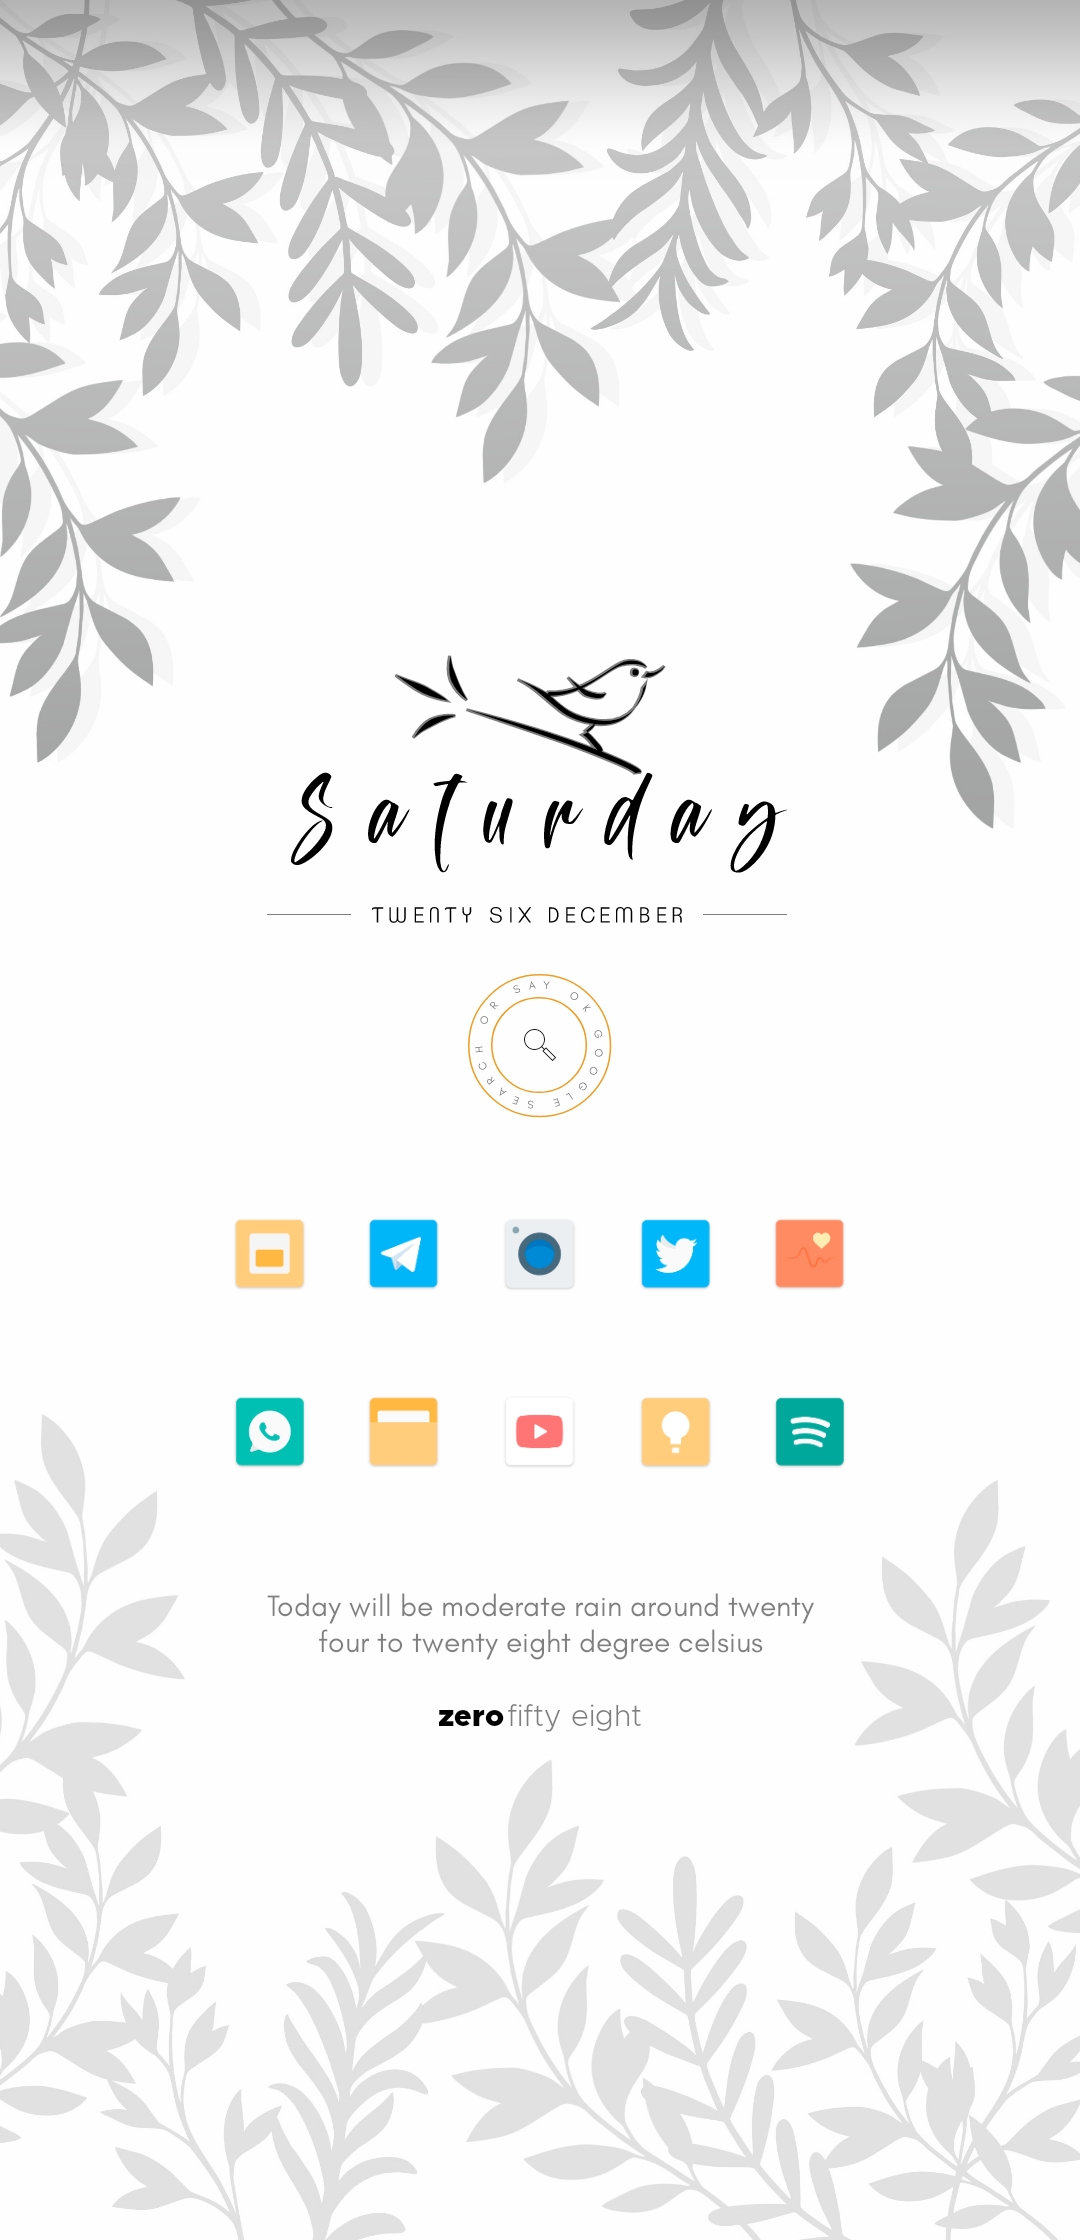 Saturday
TWENTY SIX DECEMBER
SEARCH OR SAY OK GOOGLE
Today will be moderate rain around twenty
four to twenty eight degree celsius
zero fifty eight